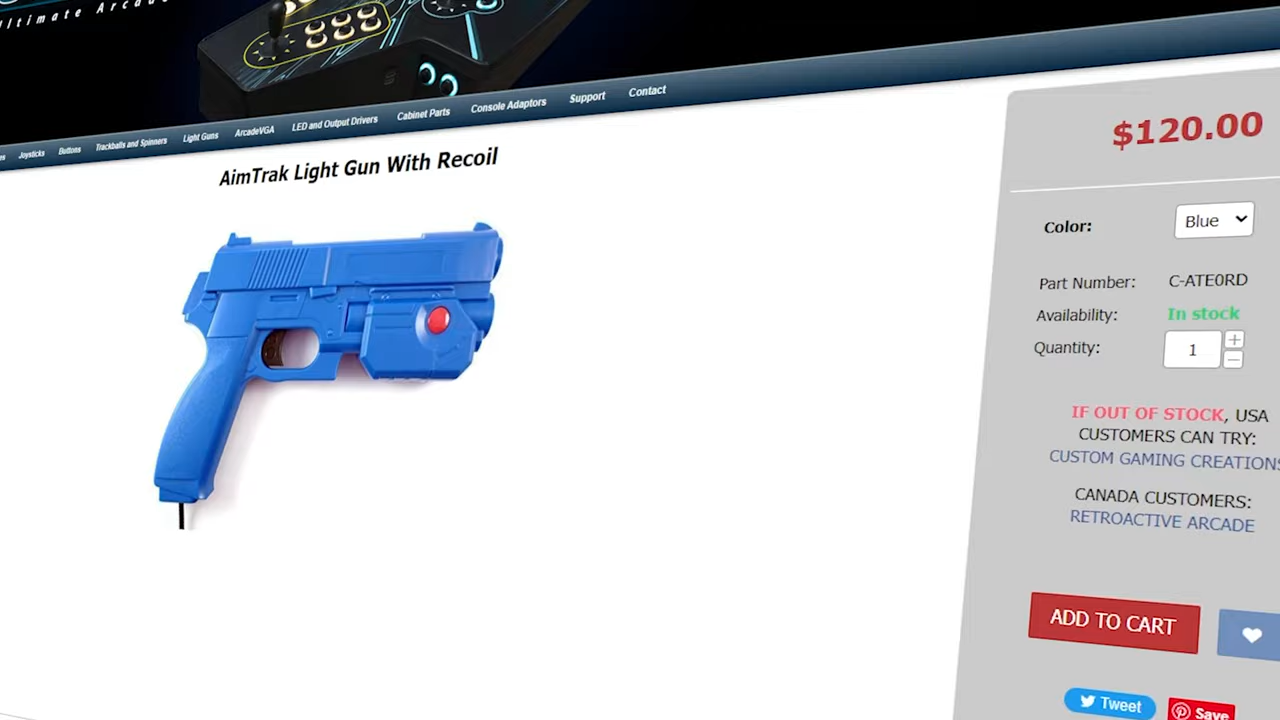 Ultimate Arcade
Joysticks Buttons Trackballs and Spinners Light Guns ArcadeVGA LED and Output Drivers Cabinet Parts Console Adaptors Support Contact
AimTrak Light Gun With Recoil
$120.00
Color: Blue
Part Number: C-ATE0RD
Availability: In stock
Quantity: 1
IF OUT OF STOCK, USA
CUSTOMERS CAN TRY:
CUSTOM GAMING CREATIONS
CANADA CUSTOMERS:
RETROACTIVE ARCADE
ADD TO CART
Tweet
Save